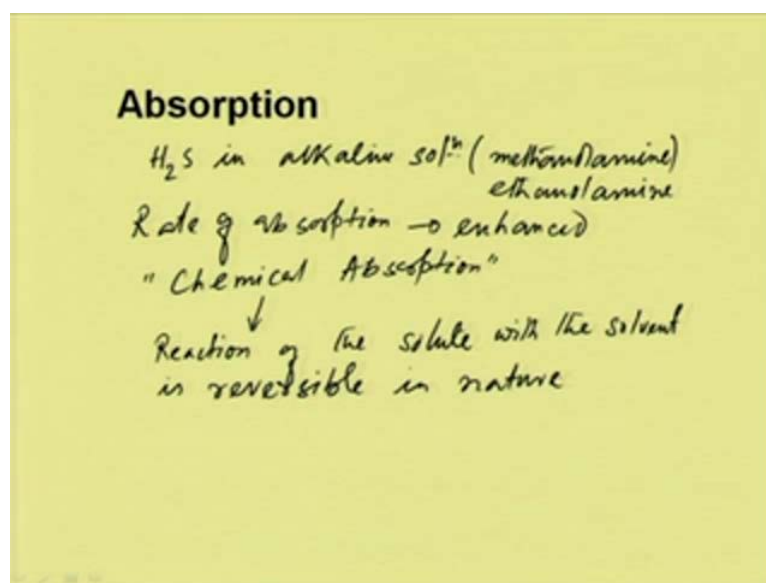 Absorption
H₂S in alkaline solⁿ (methanolamine)
ethanolamine
Rate of absorption → enhanced
"Chemical Absorption"
↓
Reaction of the solute with the solvent
is reversible in nature